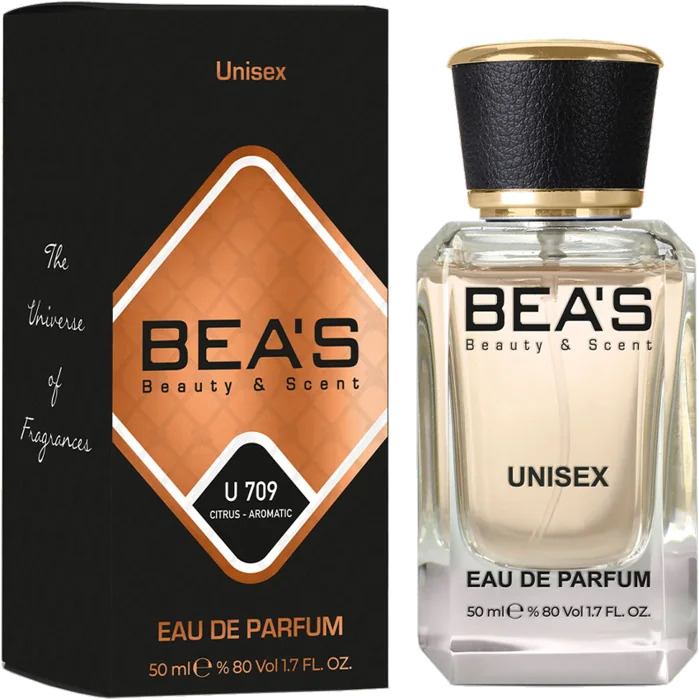 Unisex
The
Universe
of
Fragrances
BEA'S
Beauty & Scent
U 709
CITRUS - AROMATIC
EAU DE PARFUM
50 ml ℮ % 80 Vol 1.7 FL. OZ.
BEA'S
Beauty & Scent
UNISEX
EAU DE PARFUM
50 ml ℮ % 80 Vol 1.7 FL. OZ.